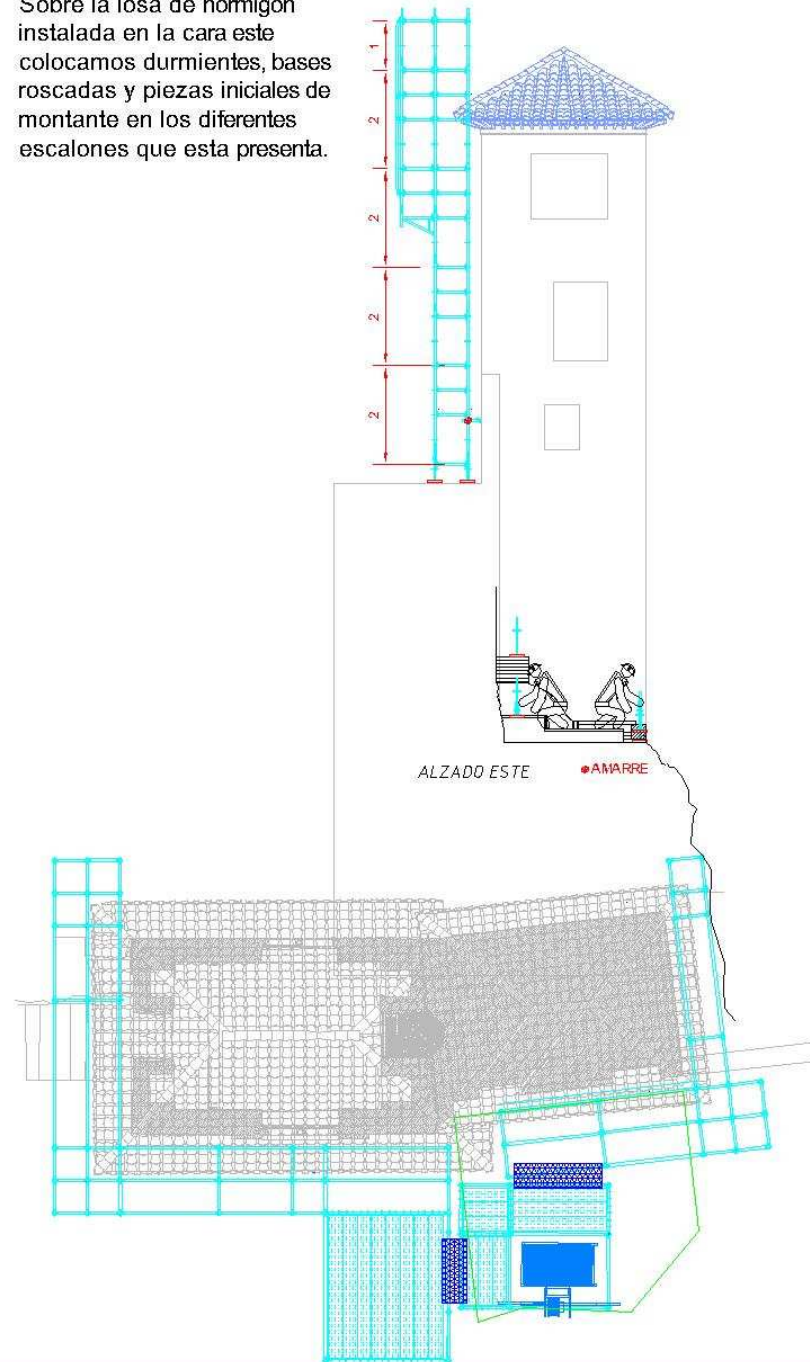 Sobre la losa de hormigón
instalada en la cara este
colocamos durmientes, bases
roscadas y piezas iniciales de
montante en los diferentes
escalones que esta presenta.
1
2
2
2
2
ALZADO ESTE
AMARRE